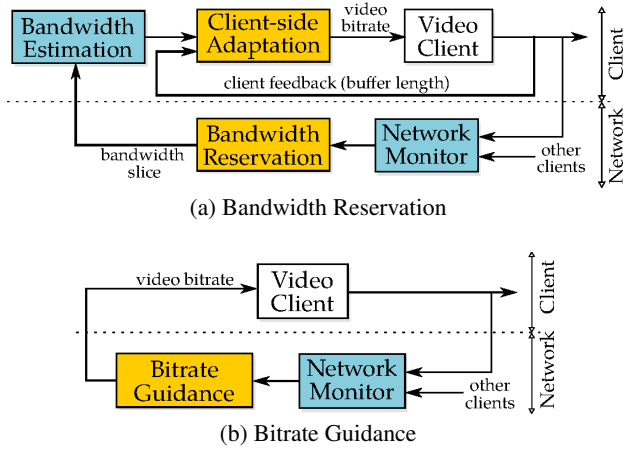 Bandwidth
Estimation
Client-side
Adaptation
video
bitrate
Video
Client
client feedback (buffer length)
Client
Bandwidth
Reservation
Network
Monitor
bandwidth
slice
other
clients
Network
(a) Bandwidth Reservation
video bitrate
Video
Client
Client
Bitrate
Guidance
Network
Monitor
other
clients
Network
(b) Bitrate Guidance